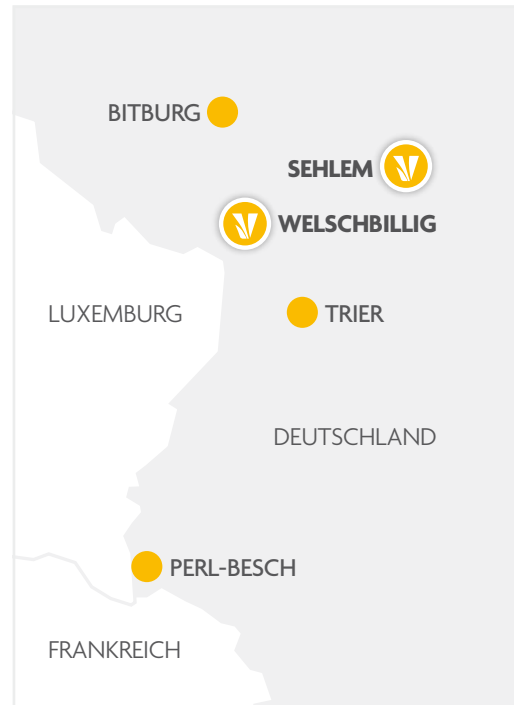 BITBURG
SEHLEM
WELSCHBILLIG
LUXEMBURG
TRIER
DEUTSCHLAND
PERL-BESCH
FRANKREICH